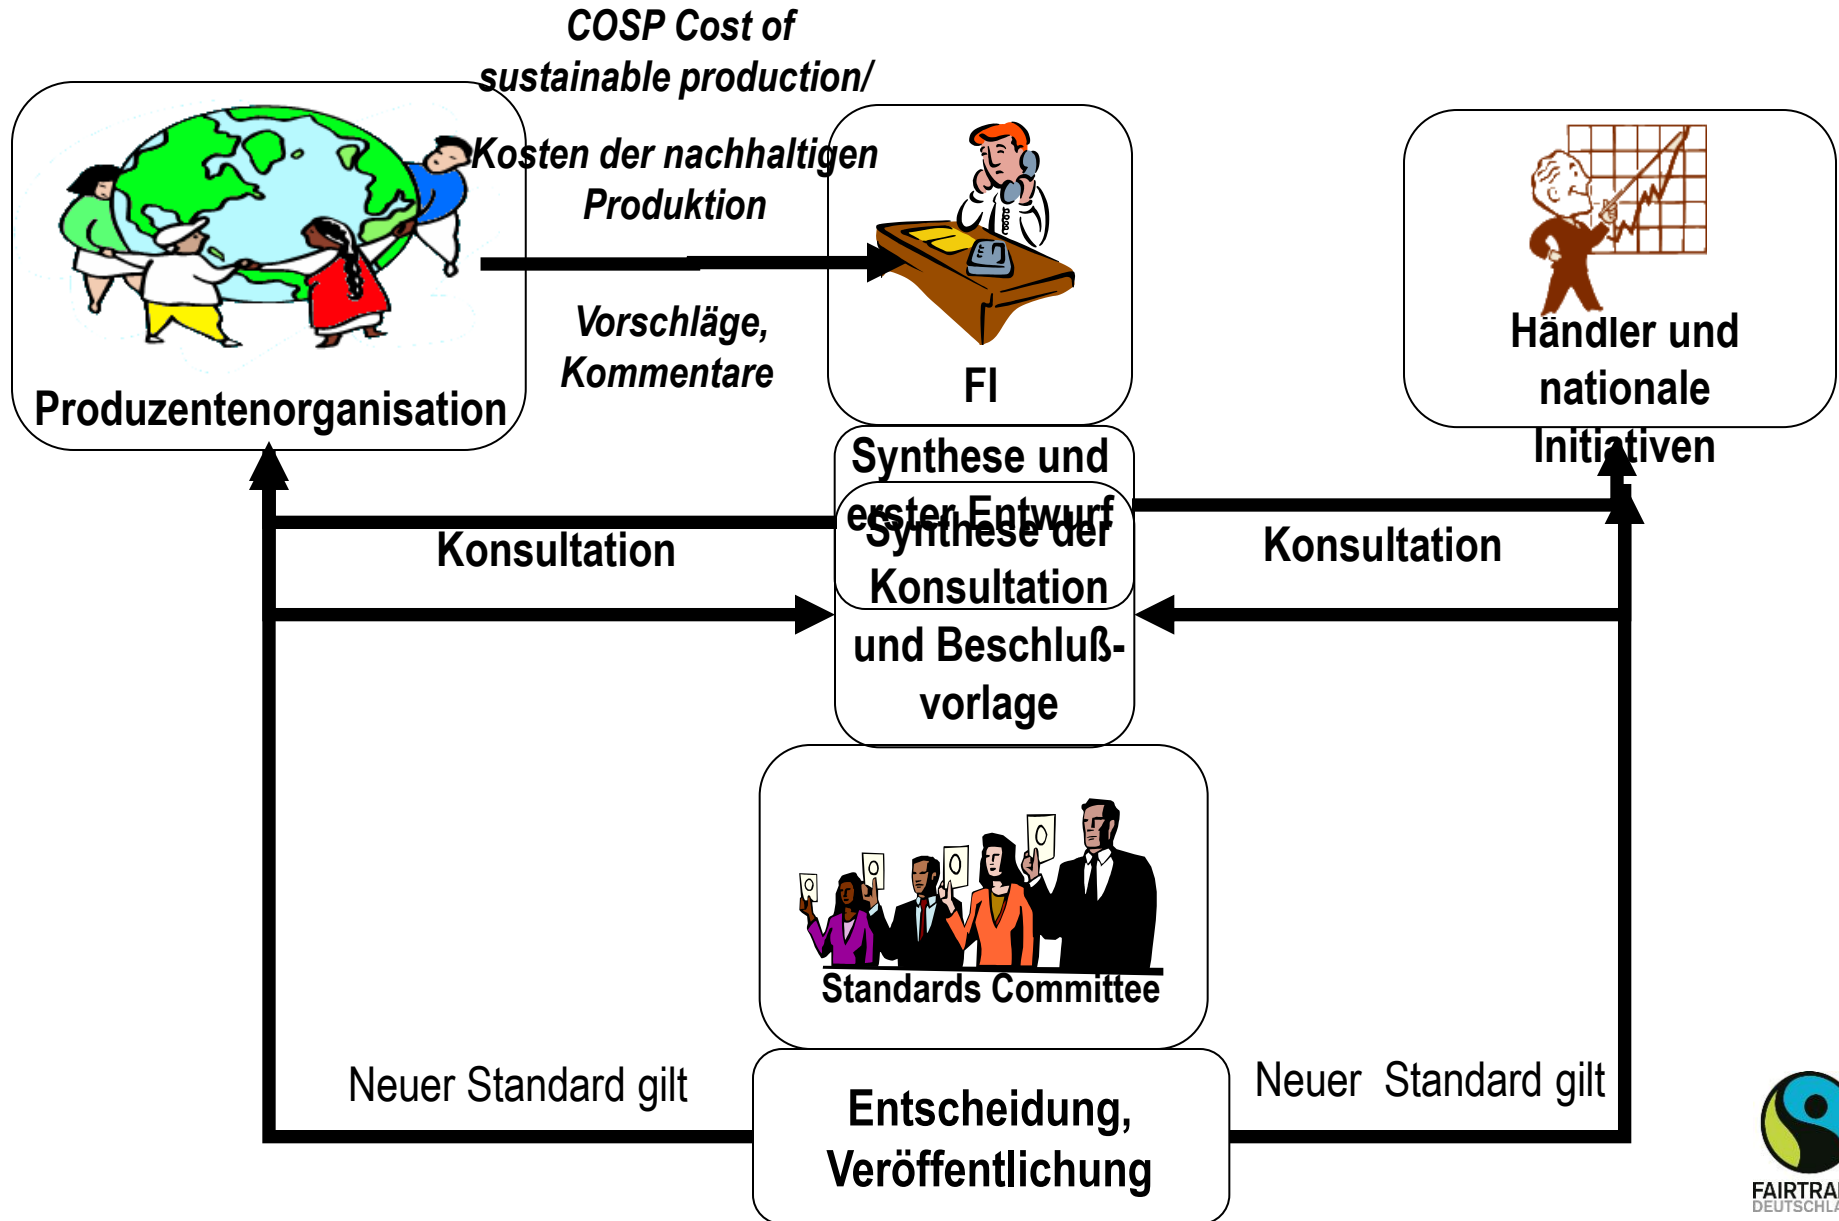 COSP Cost of
sustainable production/
Kosten der nachhaltigen
Produktion
Vorschläge,
Kommentare
Produzentenorganisation
FI
Händler und
nationale
Initiativen
Synthese und
erster Entwurf
Synthese der
Konsultation
und Beschluß-
vorlage
Konsultation
Konsultation
Standards Committee
Neuer Standard gilt
Neuer Standard gilt
Entscheidung,
Veröffentlichung
FAIRTRA
DEUTSCHL